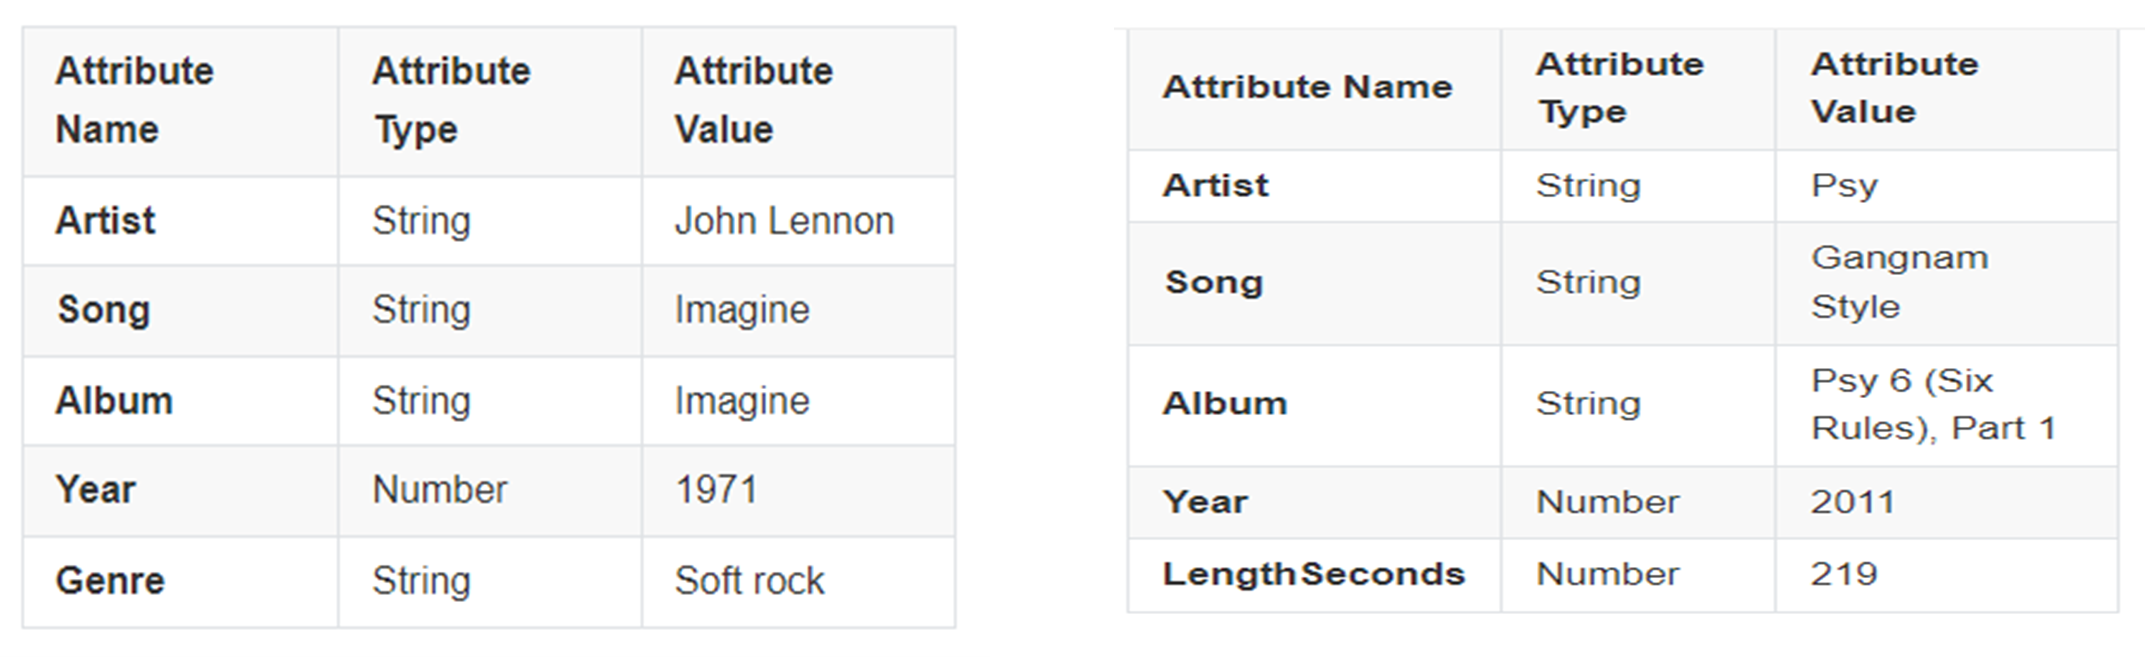 Attribute Name Attribute Type Attribute Value
Artist String John Lennon
Song String Imagine
Album String Imagine
Year Number 1971
Genre String Soft rock
Attribute Name Attribute Type Attribute Value
Artist String Psy
Song String Gangnam Style
Album String Psy 6 (Six Rules), Part 1
Year Number 2011
LengthSeconds Number 219